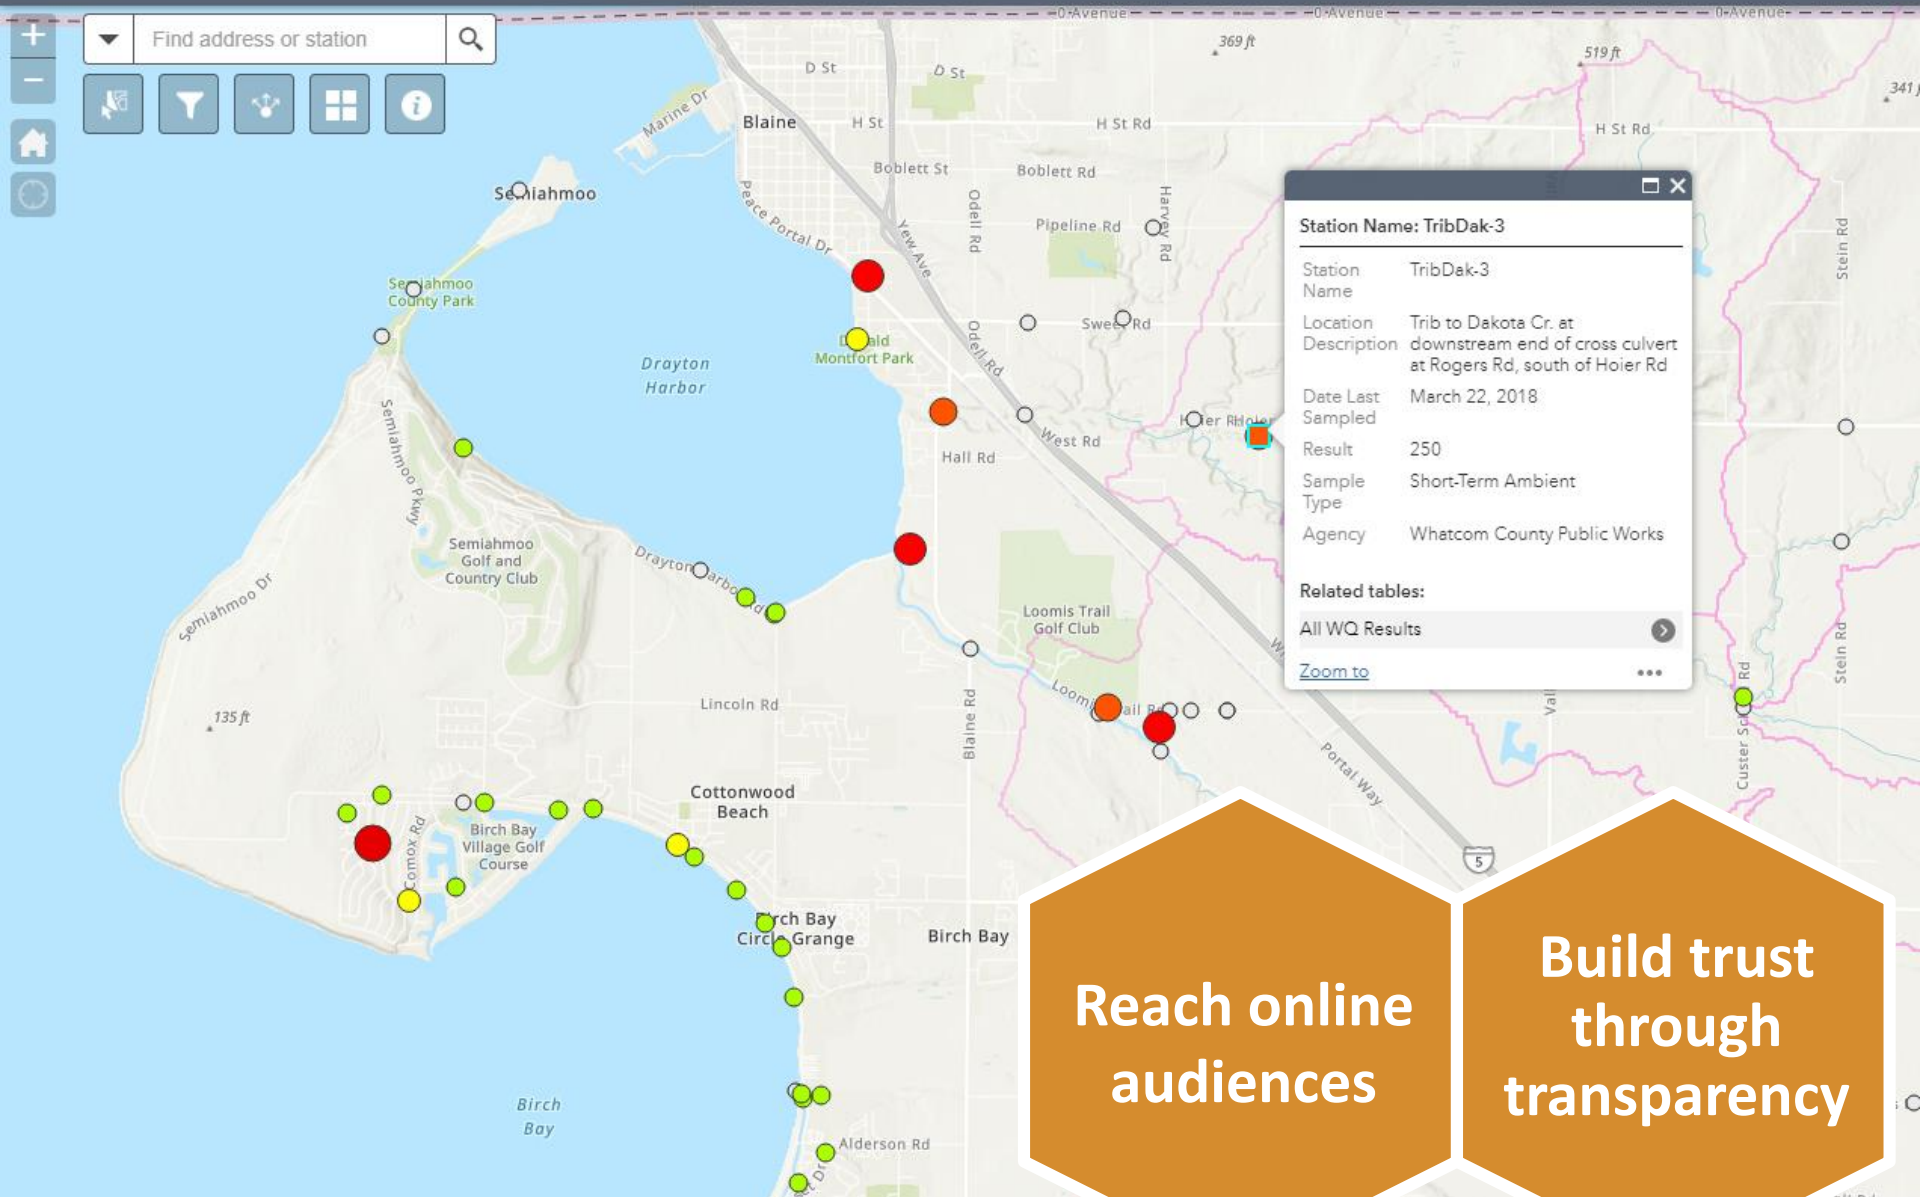 0 Avenue
0 Avenue
0 Avenue
Find address or station
369 ft
519 ft
341 f
D St
D St
Marine Dr
Blaine
H St
H St Rd
H St Rd
Boblett St
Boblett Rd
Semiahmoo
Peace Portal Dr
Odell Rd
Harvey Rd
Pipeline Rd
Yew Ave
Stein Rd
Semiahmoo
County Park
Sweet Rd
Odell Rd
Drayton
Harbor
Montfort Park
Semiahmoo Pkwy
West Rd
Hall Rd
Station Name: TribDak-3
Station
Name
TribDak-3
Location
Description
Trib to Dakota Cr. at
downstream end of cross culvert
at Rogers Rd, south of Hoier Rd
Date Last
Sampled
March 22, 2018
Result
250
Sample
Type
Short-Term Ambient
Agency
Whatcom County Public Works
Related tables:
All WQ Results
Zoom to
Semiahmoo
Golf and
Country Club
Semiahmoo Dr
Loomis Trail
Golf Club
Stein Rd
Lincoln Rd
Blaine Rd
135 ft
Portal Way
Cottonwood
Beach
Comox Rd
Birch Bay
Village Golf
Course
5
Birch Bay
Circle Grange
Birch Bay
Reach online
audiences
Build trust
through
transparency
Birch
Bay
Alderson Rd